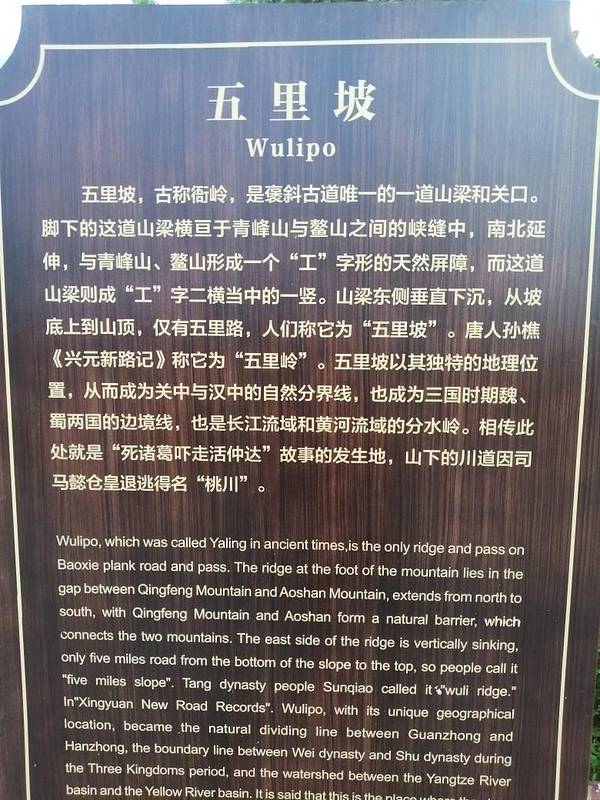 五里坡
Wulipo
五里坡，古称衙岭，是褒斜古道唯一的一道山梁和关口。
脚下的这道山梁横亘于青峰山与鳌山之间的峡缝中，南北延
伸，与青峰山、鳌山形成一个“工”字形的天然屏障，而这道
山梁则成“工”字二横当中的一竖。山梁东侧垂直下沉，从坡
底上到山顶，仅有五里路，人们称它为“五里坡”。唐人孙樵
《兴元新路记》称它为“五里岭”。五里坡以其独特的地理位
置，从而成为关中与汉中的自然分界线，也成为三国时期魏、
蜀两国的边境线，也是长江流域和黄河流域的分水岭。相传此
处就是“死诸葛吓走活仲达”故事的发生地，山下的川道因司
马懿仓皇退逃得名“桃川”。
Wulipo, which was called Yaling in ancient times,is the only ridge and pass on
Baoxie plank road and pass. The ridge at the foot of the mountain lies in the
gap between Qingfeng Mountain and Aoshan Mountain, extends from north to
south, with Qingfeng Mountain and Aoshan form a natural barrier, which
connects the two mountains. The east side of the ridge is vertically sinking,
only five miles road from the bottom of the slope to the top, so people call it
"five miles slope". Tang dynasty people Sunqiao called it "wuli ridge."
In"Xingyuan New Road Records". Wulipo, with its unique geographical
location, became the natural dividing line between Guanzhong and
Hanzhong, the boundary line between Wei dynasty and Shu dynasty during
the Three Kingdoms period, and the watershed between the Yangtze River
basin and the Yellow River basin. It is said that this is the place where